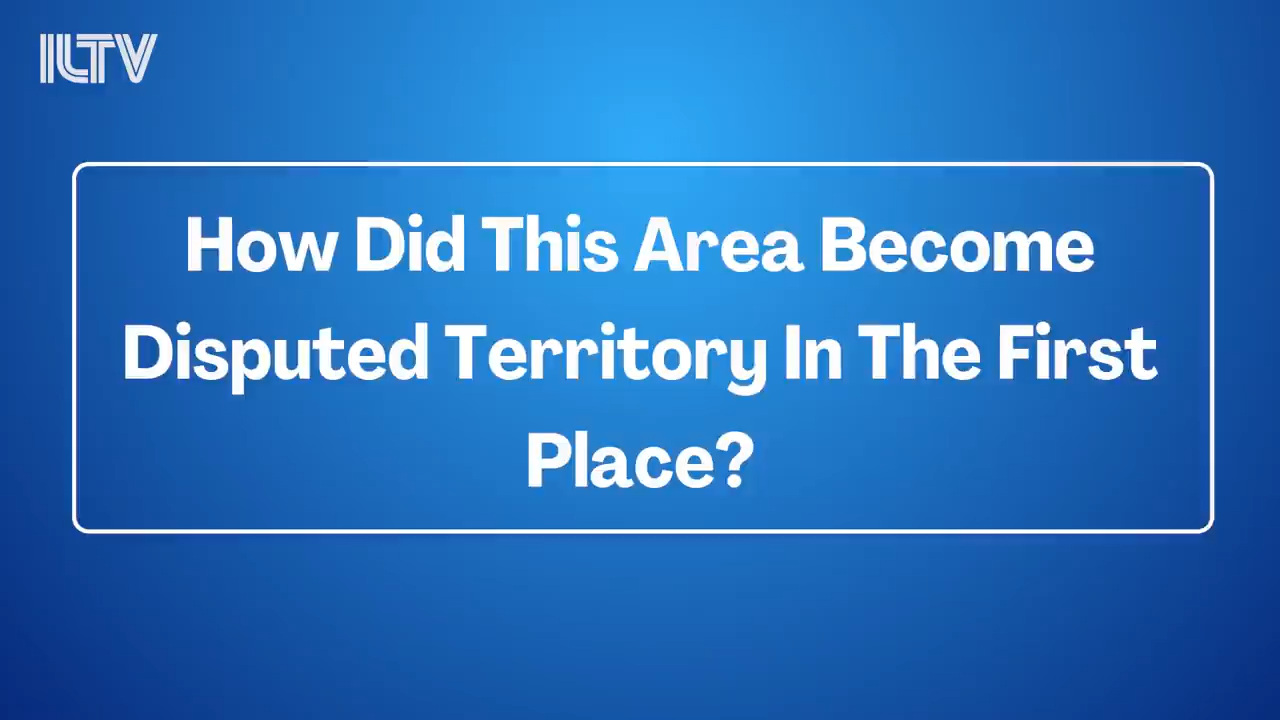 ILTV
How Did This Area Become
Disputed Territory In The First
Place?